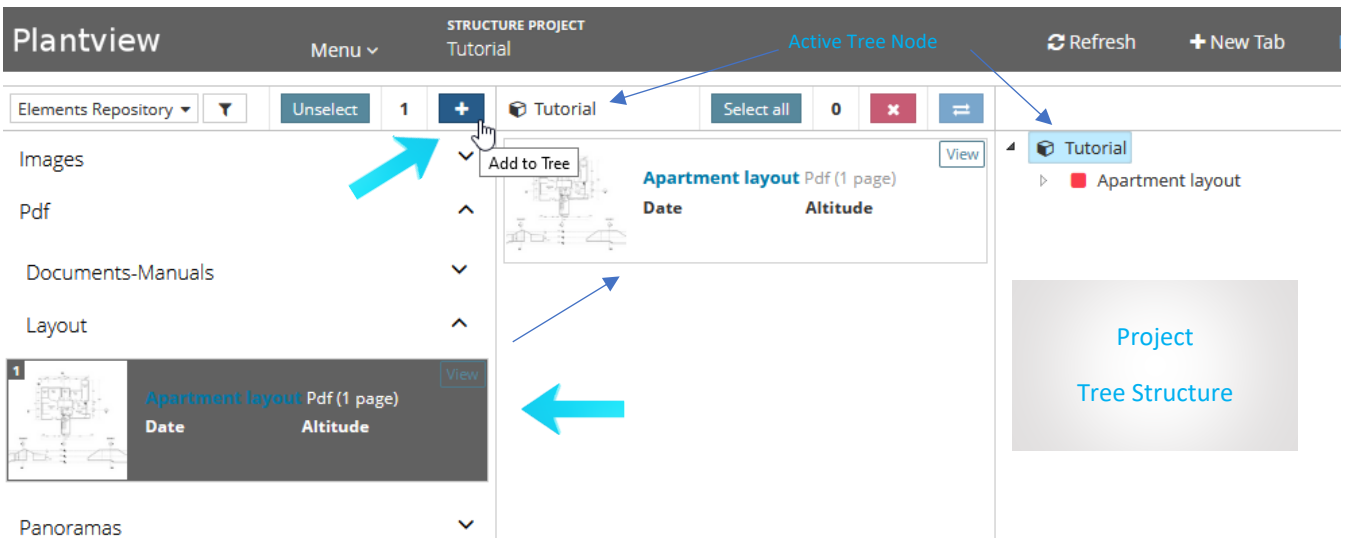 Plantview
Menu
STRUCTURE PROJECT
Tutorial
Active Tree Node
Refresh
New Tab
Elements Repository
Unselect
1
Tutorial
Select all
0
Images
Add to Tree
Apartment layout Pdf (1 page)
View
Date Altitude
Tutorial
Apartment layout
Pdf
Documents-Manuals
Layout
1
Apartment layout Pdf (1 page)
View
Date Altitude
Project
Tree Structure
Panoramas